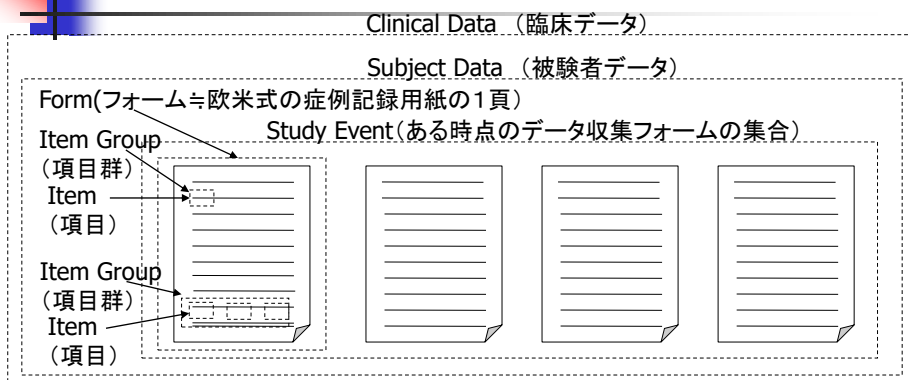 Clinical Data （臨床データ）
Subject Data （被験者データ）
Form(フォーム≒欧米式の症例記録用紙の1頁）
Study Event（ある時点のデータ収集フォームの集合）
Item Group
（項目群）
Item
（項目）
Item Group
（項目群）
Item
（項目）